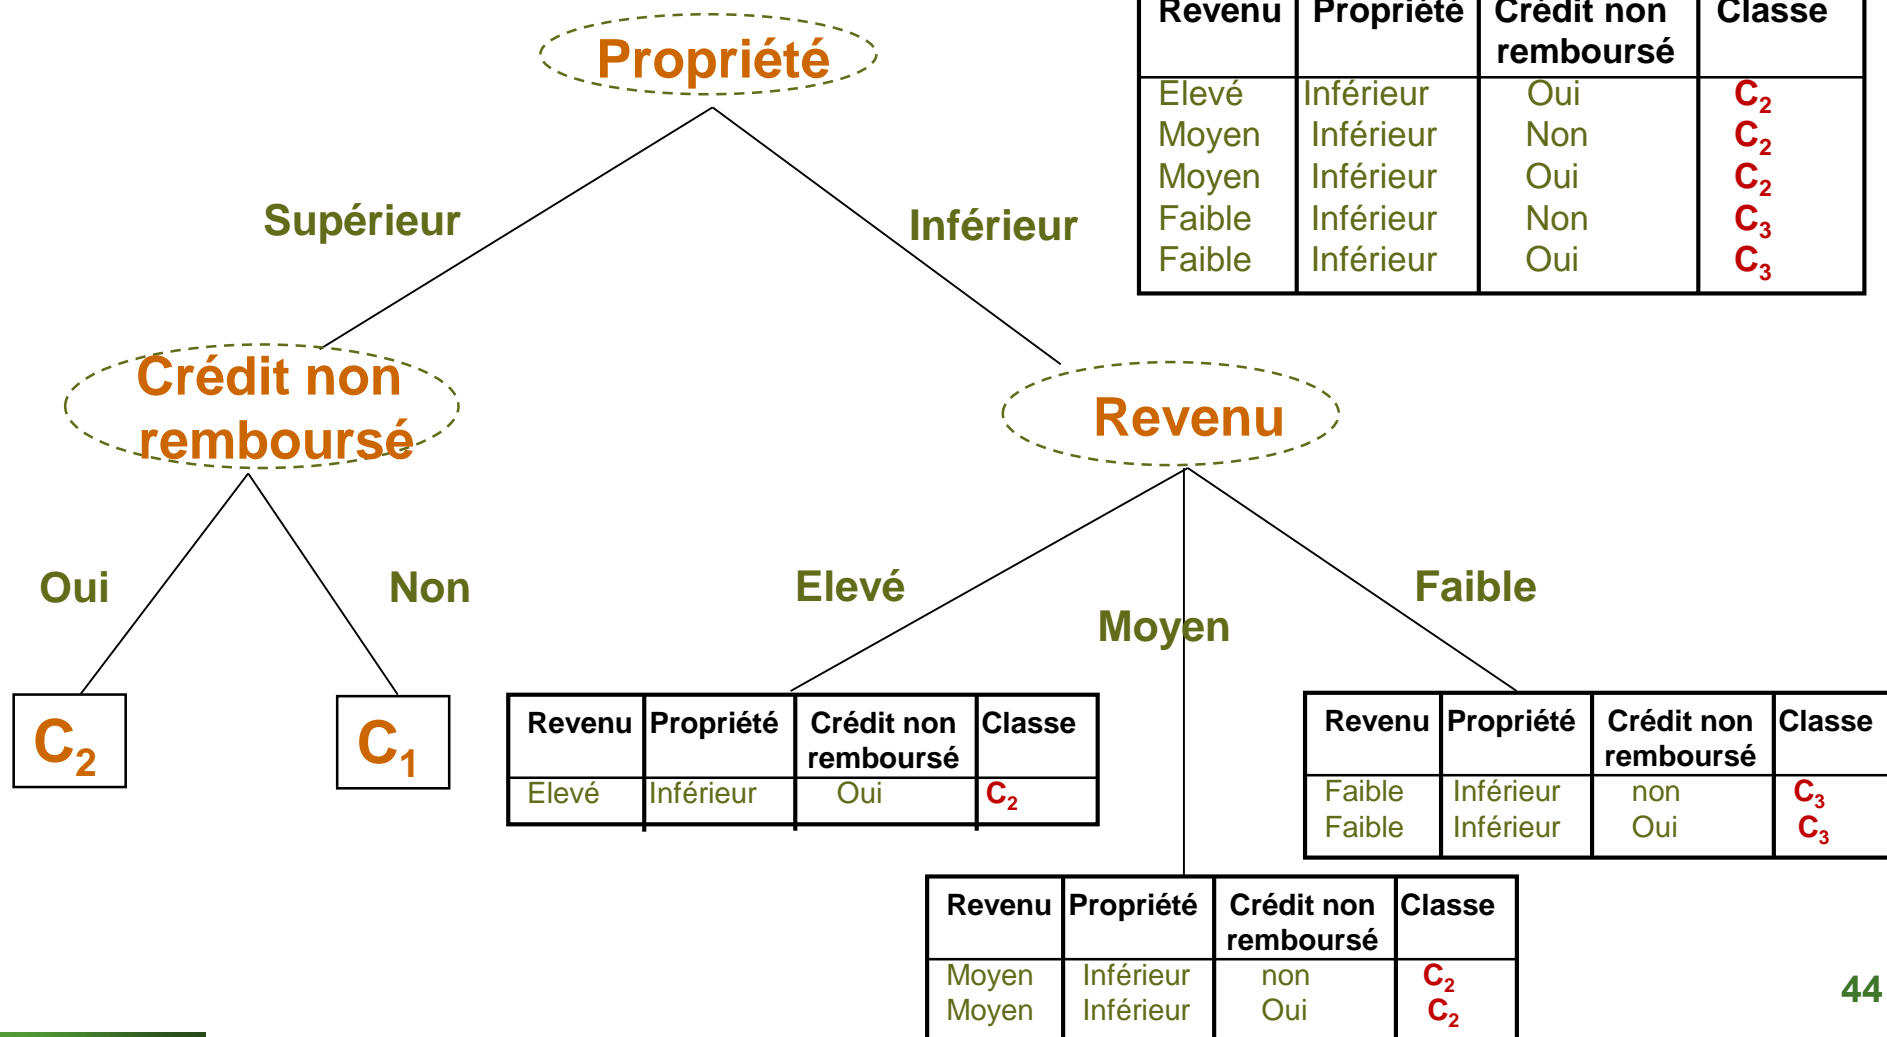 Propriété
Revenu Propriété Crédit non remboursé Classe
Elevé Inférieur Oui C2
Moyen Inférieur Non C2
Moyen Inférieur Oui C2
Faible Inférieur Non C3
Faible Inférieur Oui C3
Supérieur
Inférieur
Crédit non
remboursé
Revenu
Oui
Non
Elevé
Moyen
Faible
C2
C1
Revenu Propriété Crédit non remboursé Classe
Elevé Inférieur Oui C2
Revenu Propriété Crédit non remboursé Classe
Faible Inférieur non C3
Faible Inférieur Oui C3
Revenu Propriété Crédit non remboursé Classe
Moyen Inférieur non C2
Moyen Inférieur Oui C2
44